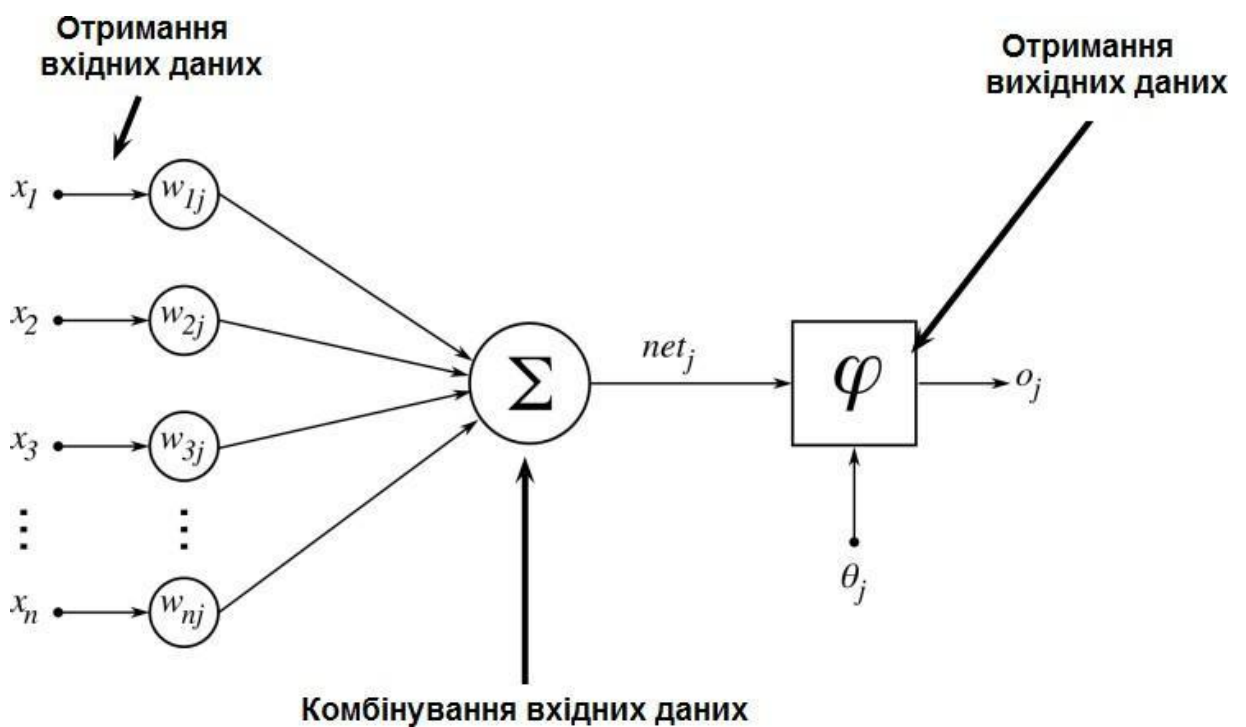 Отримання
вхідних даних
Отримання
вихідних даних
x1 w1j
x2 w2j
netj
Σ φ oj
x3 w3j
⋮ ⋮
θj
xn wnj
Комбінування вхідних даних